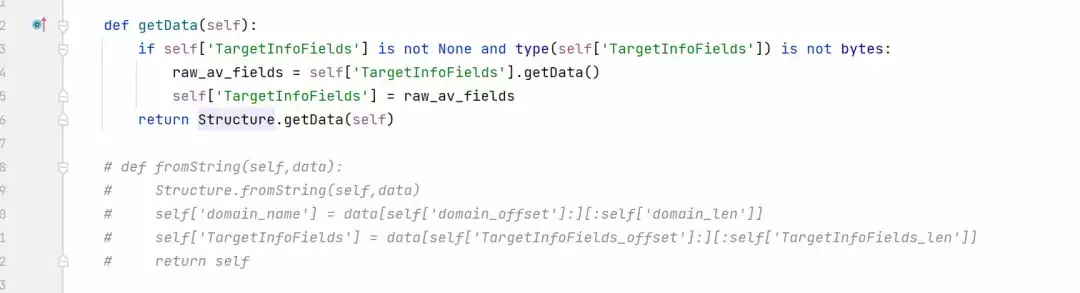 2 def getData(self):
3 if self['TargetInfoFields'] is not None and type(self['TargetInfoFields']) is not bytes:
4 raw_av_fields = self['TargetInfoFields'].getData()
5 self['TargetInfoFields'] = raw_av_fields
6 return Structure.getData(self)
7
8 # def fromString(self,data):
9 #     Structure.fromString(self,data)
0 #     self['domain_name'] = data[self['domain_offset']:][:self['domain_len']]
1 #     self['TargetInfoFields'] = data[self['TargetInfoFields_offset']:][:self['TargetInfoFields_len']]
2 #     return self
3